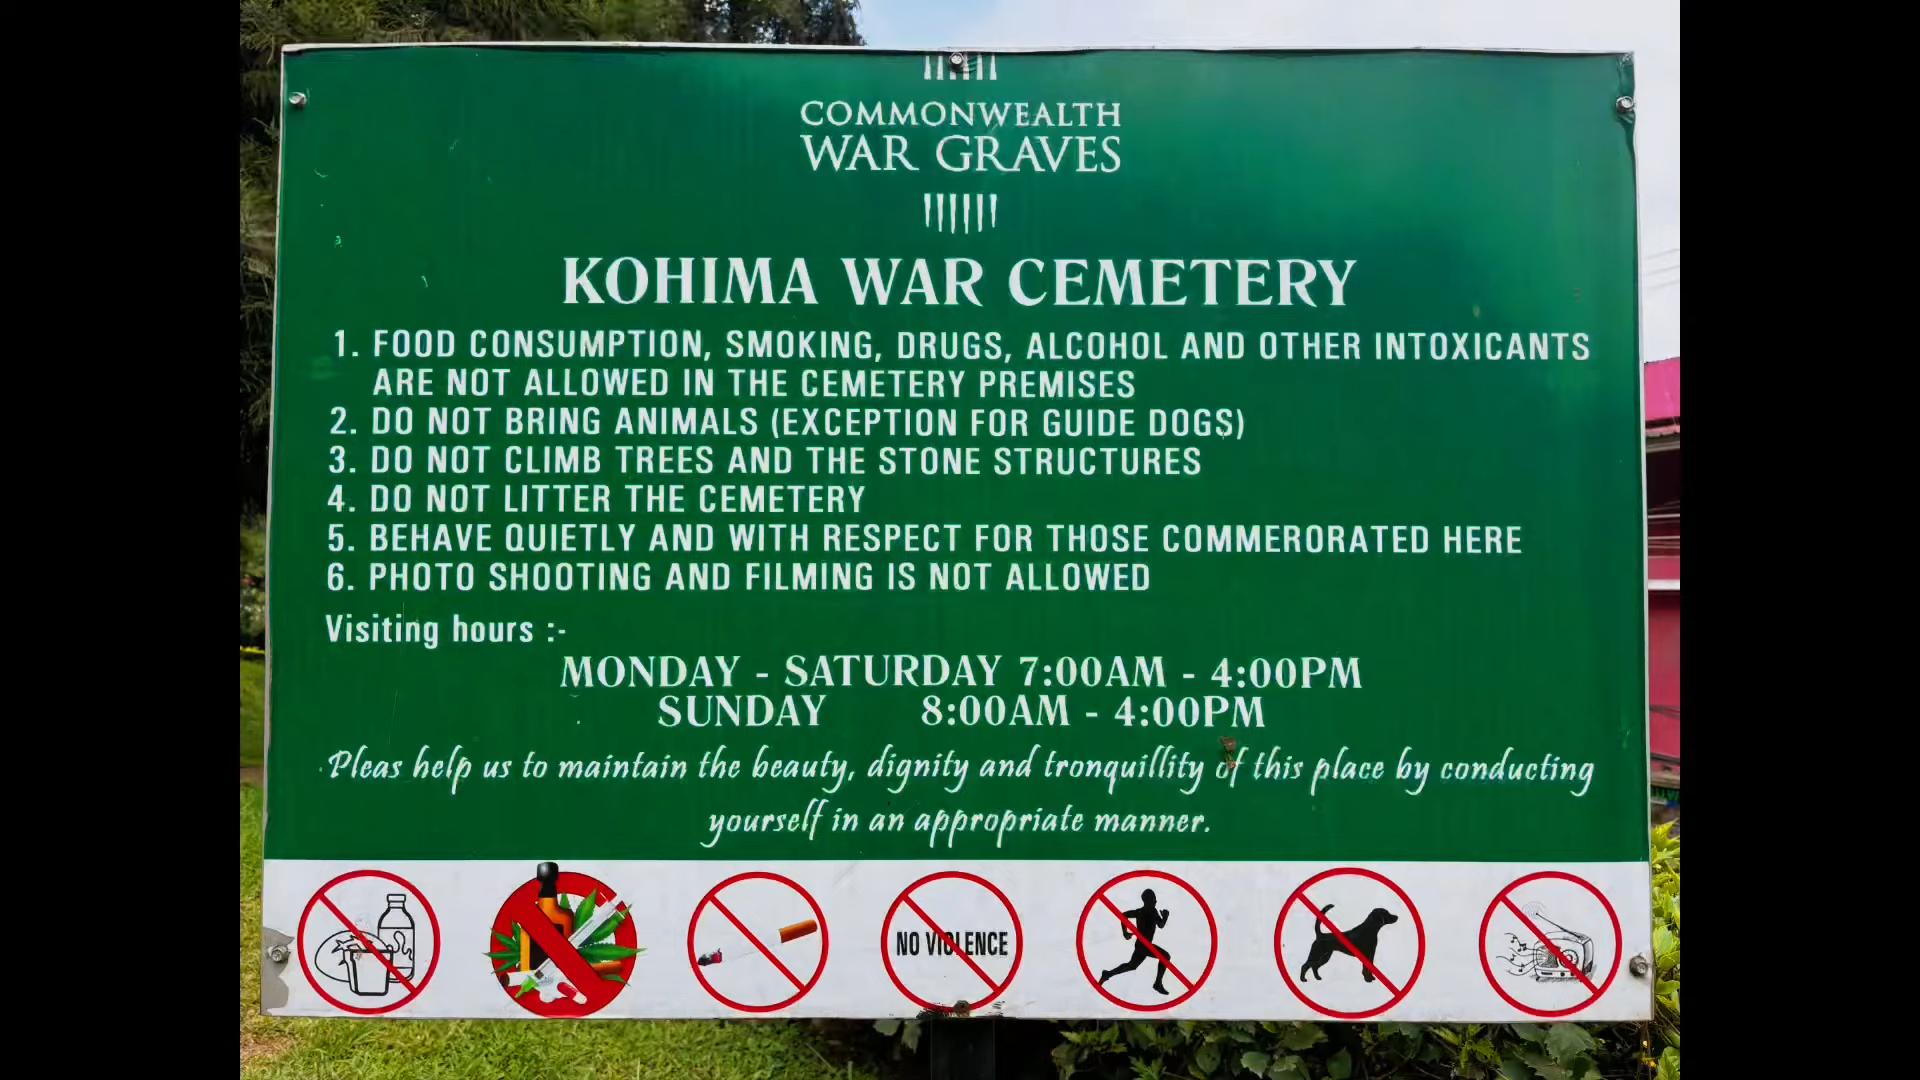 COMMONWEALTH
WAR GRAVES
KOHIMA WAR CEMETERY
1. FOOD CONSUMPTION, SMOKING, DRUGS, ALCOHOL AND OTHER INTOXICANTS
ARE NOT ALLOWED IN THE CEMETERY PREMISES
2. DO NOT BRING ANIMALS (EXCEPTION FOR GUIDE DOGS)
3. DO NOT CLIMB TREES AND THE STONE STRUCTURES
4. DO NOT LITTER THE CEMETERY
5. BEHAVE QUIETLY AND WITH RESPECT FOR THOSE COMMERORATED HERE
6. PHOTO SHOOTING AND FILMING IS NOT ALLOWED
Visiting hours :-
MONDAY - SATURDAY 7:00AM - 4:00PM
SUNDAY 8:00AM - 4:00PM
Pleas help us to maintain the beauty, dignity and tronquillity of this place by conducting
yourself in an appropriate manner.
NO VIOLENCE